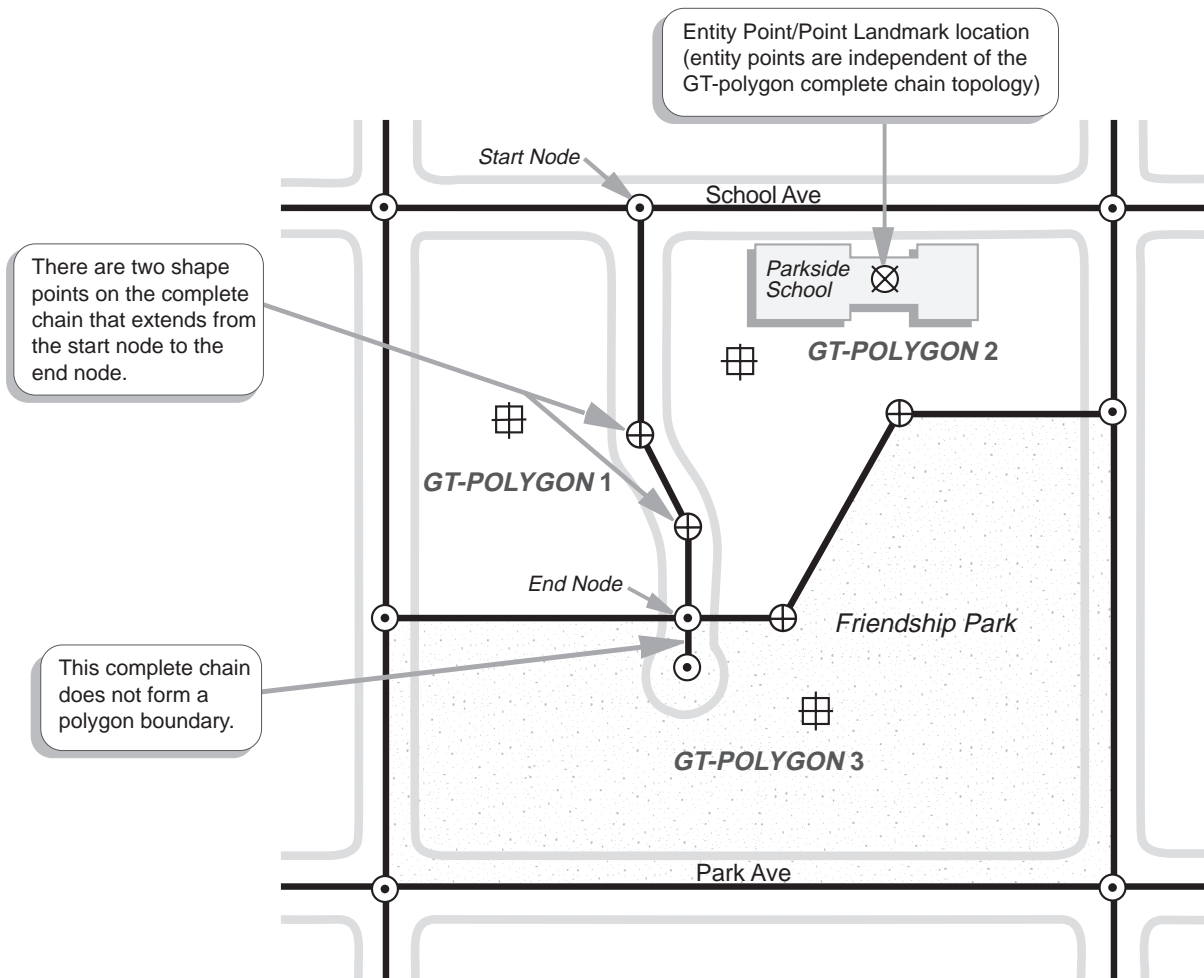 Entity Point/Point Landmark location
(entity points are independent of the
GT-polygon complete chain topology)
Start Node
School Ave
There are two shape
points on the complete
chain that extends from
the start node to the
end node.
Parkside
School
GT-POLYGON 2
GT-POLYGON 1
End Node
Friendship Park
This complete chain
does not form a
polygon boundary.
GT-POLYGON 3
Park Ave